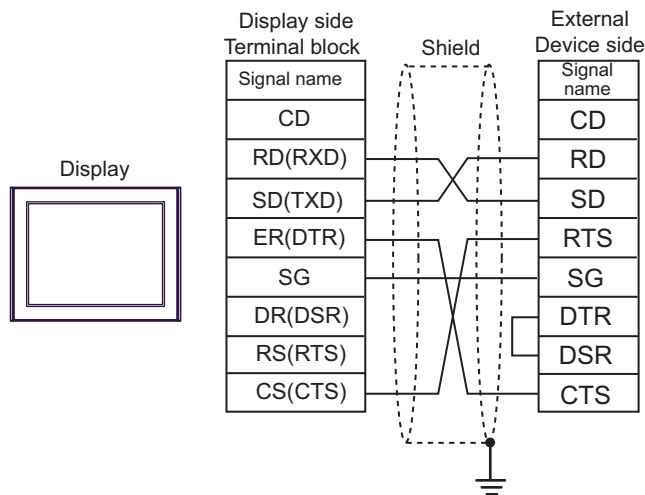 Display side
Terminal block
Shield
External
Device side
Signal name
Signal
name
CD
CD
RD(RXD)
RD
Display
SD(TXD)
SD
ER(DTR)
RTS
SG
SG
DR(DSR)
DTR
RS(RTS)
DSR
CS(CTS)
CTS